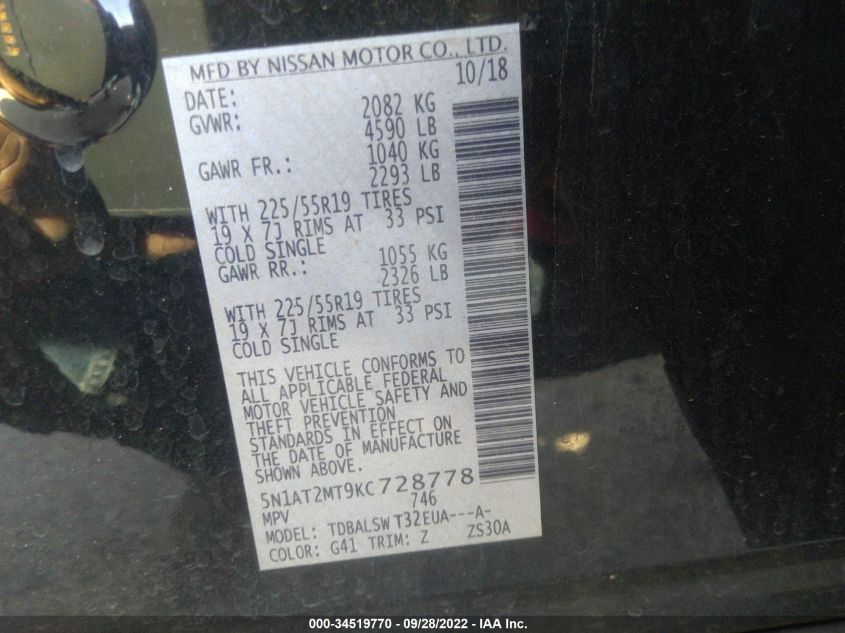 MFD BY NISSAN MOTOR CO., LTD.
DATE: 10/18
GVWR: 2082 KG
4590 LB
GAWR FR.: 1040 KG
2293 LB
WITH 225/55R19 TIRES
19 X 7J RIMS AT 33 PSI
COLD SINGLE
GAWR RR.: 1055 KG
2326 LB
WITH 225/55R19 TIRES
19 X 7J RIMS AT 33 PSI
COLD SINGLE
THIS VEHICLE CONFORMS TO
ALL APPLICABLE FEDERAL
MOTOR VEHICLE SAFETY AND
THEFT PREVENTION
STANDARDS IN EFFECT ON
THE DATE OF MANUFACTURE
SHOWN ABOVE.
5N1AT2MT9KC728778
MPV 746
MODEL: TDBALSW T32EUA---A-
COLOR: G41 TRIM: Z ZS30A
000-34519770 - 09/28/2022 - IAA, Inc.